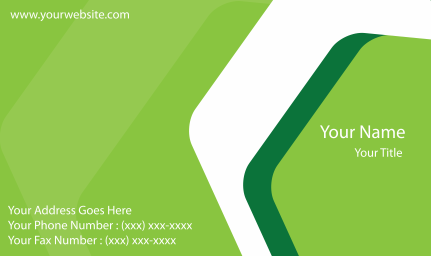 www.yourwebsite.com
Your Name
Your Title
Your Address Goes Here
Your Phone Number : (xxx) xxx-xxxx
Your Fax Number : (xxx) xxx-xxxx